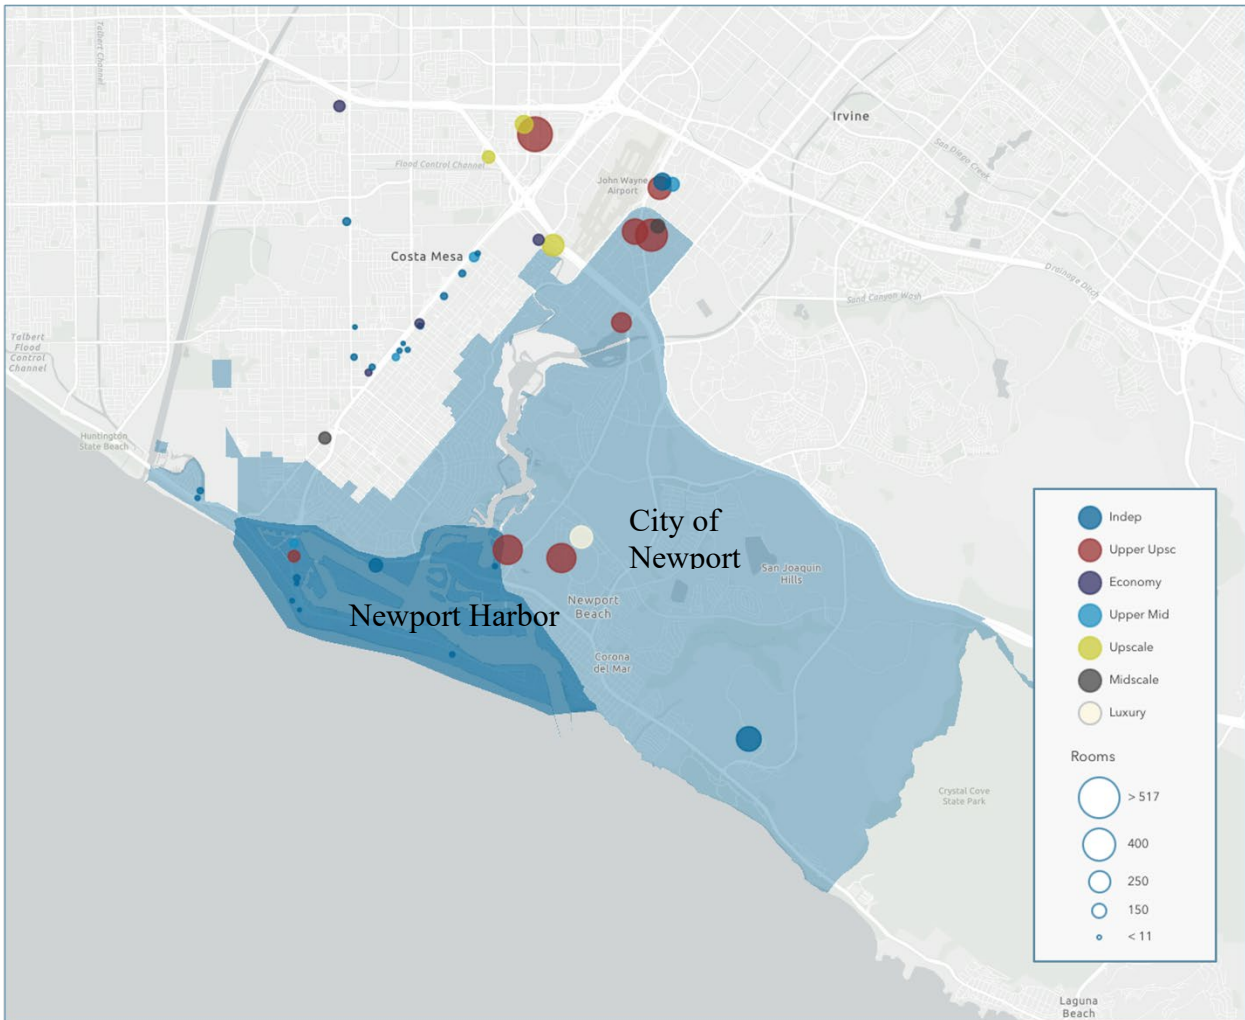 Talbert Channel
Irvine
San Diego Creek
Flood Control Channel
John Wayne
Airport
Costa Mesa
Drainage Ditch
Sand Canyon Wash
Talbert
Flood
Control
Channel
Huntington
State Beach
City of
Newport
San Joaquin
Hills
Newport
Beach
Newport Harbor
Corona
del Mar
Crystal Cove
State Park
Laguna
Beach
Indep
Upper Upsc
Economy
Upper Mid
Upscale
Midscale
Luxury
Rooms
> 517
400
250
150
< 11